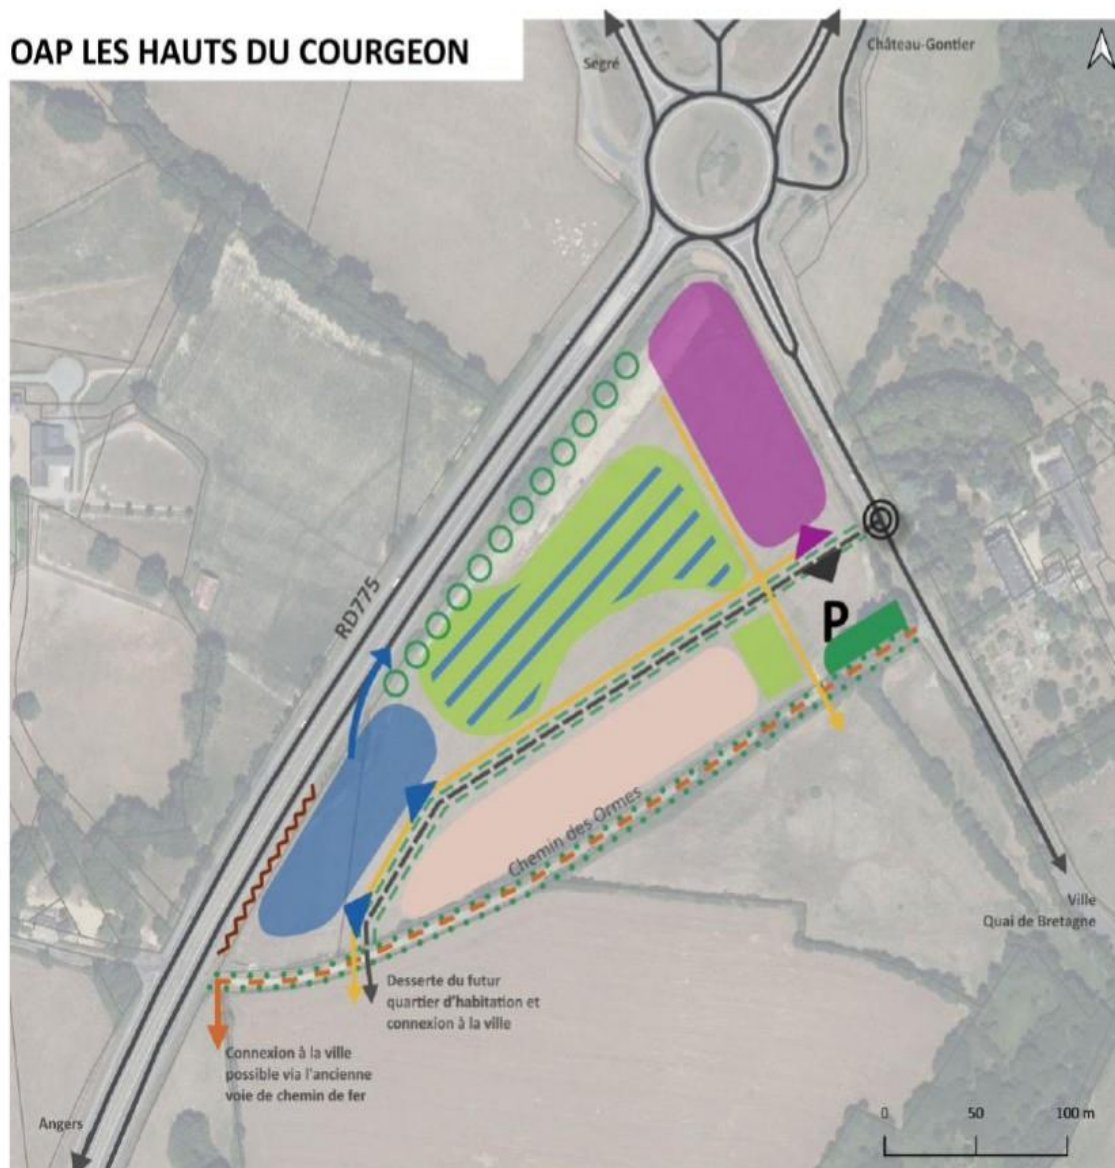 OAP LES HAUTS DU COURGEON
Ségré
Château-Gontier
RD775
P
Chemin des Ormes
Ville
Quai de Bretagne
Desserte du futur
quartier d'habitation et
connexion à la ville
Connexion à la ville
possible via l'ancienne
voie de chemin de fer
Angers
0 50 100 m